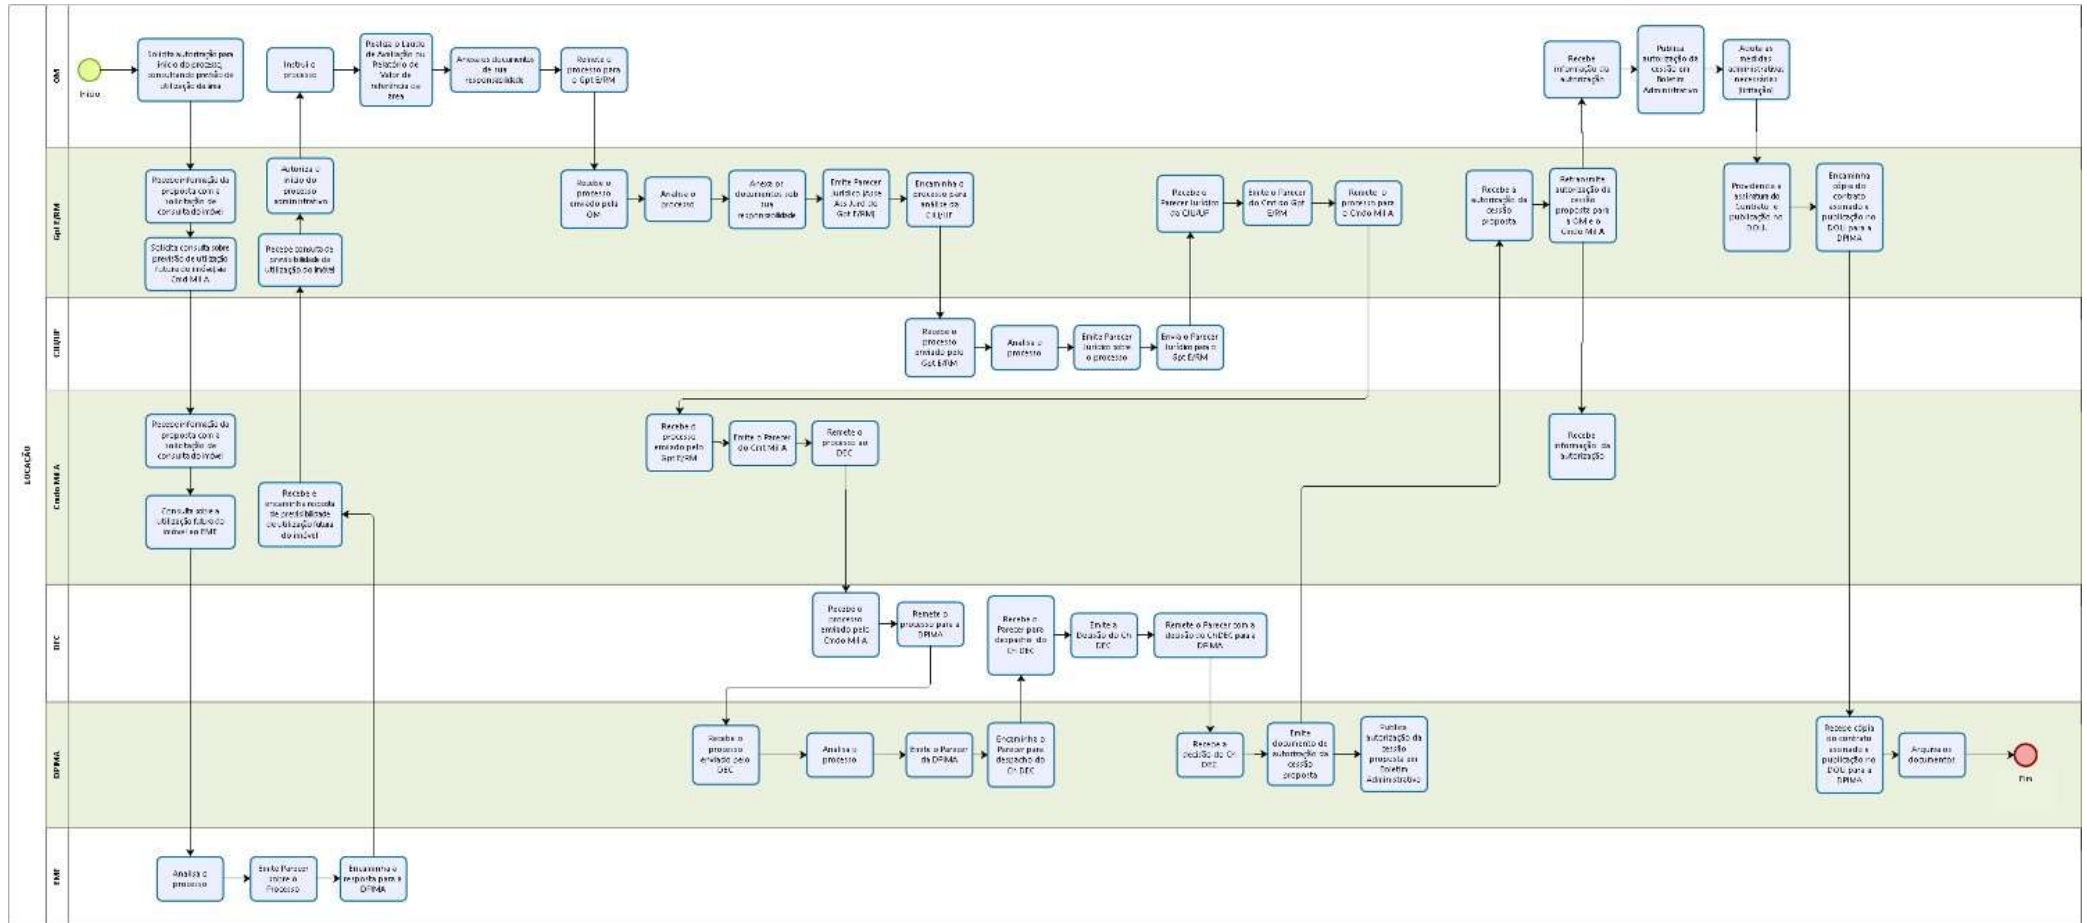 LOCAÇÃO
OM
Início
Solicita autorização para
início do processo,
consultando previsão de
utilização da área
Instrui o
processo
Realiza o Laudo
de Avaliação ou
Relatório de
Valor de
referência da
área
Anexa os documentos
de sua
responsabilidade
Remete o
processo para
o Gpt E/RM
Recebe
informação da
autorização
Publica
autorização da
cessão em
Boletim
Administrativo
Adota as
medidas
administrativas
necessárias
(licitação)
Gpt E/RM
Recebe informação da
proposta com a
solicitação de
consulta do imóvel
Solicita consulta sobre
previsão de utilização
futura do imóvel, ao
Cmd Mil A
Autoriza o
início do
processo
administrativo
Recebe consulta de
previsibilidade de
utilização do imóvel
Recebe o
processo
enviado pela
OM
Analisa o
processo
Anexa os
documentos sob
sua
responsabilidade
Emite Parecer
Jurídico (Asse
Ass Jurd do
Gpt E/RM)
Encaminha o
processo para
análise da
CJU/UF
Recebe o
Parecer Jurídico
da CJU/UF
Emite o Parecer
do Cmt do Gpt
E/RM
Remete o
processo para
o Cmdo Mil A
Recebe a
autorização da
cessão
proposta
Retransmite
autorização da
cessão
proposta para
a OM e o
Cmdo Mil A
Providencia a
assinatura do
Contrato e
publicação no
DOU.
Encaminha
cópia do
contrato
assinado e
publicação no
DOU para a
DPIMA
CJU/UF
Recebe o
processo
enviado pelo
Gpt E/RM
Analisa o
processo
Emite Parecer
Jurídico sobre
o processo
Envia o Parecer
Jurídico para o
Gpt E/RM
Cmdo Mil A
Recebe informação da
proposta com a
solicitação de
consulta do imóvel
Consulta sobre a
utilização futura do
imóvel ao EME
Recebe e
encaminha resposta
de previsibilidade
de utilização futura
do imóvel
Recebe o
processo
enviado pelo
Gpt E/RM
Emite o Parecer
do Cmt Mil A
Remete o
processo ao
DEC
Recebe
informação da
autorização
DEC
Recebe o
processo
enviado pelo
Cmdo Mil A
Remete o
processo para a
DPIMA
Recebe o
Parecer para
despacho do
Ch DEC
Emite a
Decisão do Ch
DEC
Remete o Parecer com a
decisão do Ch DEC para a
DPIMA
DPIMA
Recebe o
processo
enviado pelo
DEC
Analisa o
processo
Emite o Parecer
da DPIMA
Encaminha o
Parecer para
despacho do
Ch DEC
Recebe a
decisão do Ch
DEC
Emite
documento de
autorização da
cessão
proposta
Publica
autorização da
cessão
proposta em
Boletim
Administrativo
Recebe cópia
do contrato
assinado e
publicação no
DOU para a
DPIMA
Arquiva os
documentos
Fim
EME
Analisa o
processo
Emite Parecer
sobre o
Processo
Encaminha a
resposta para a
DPIMA